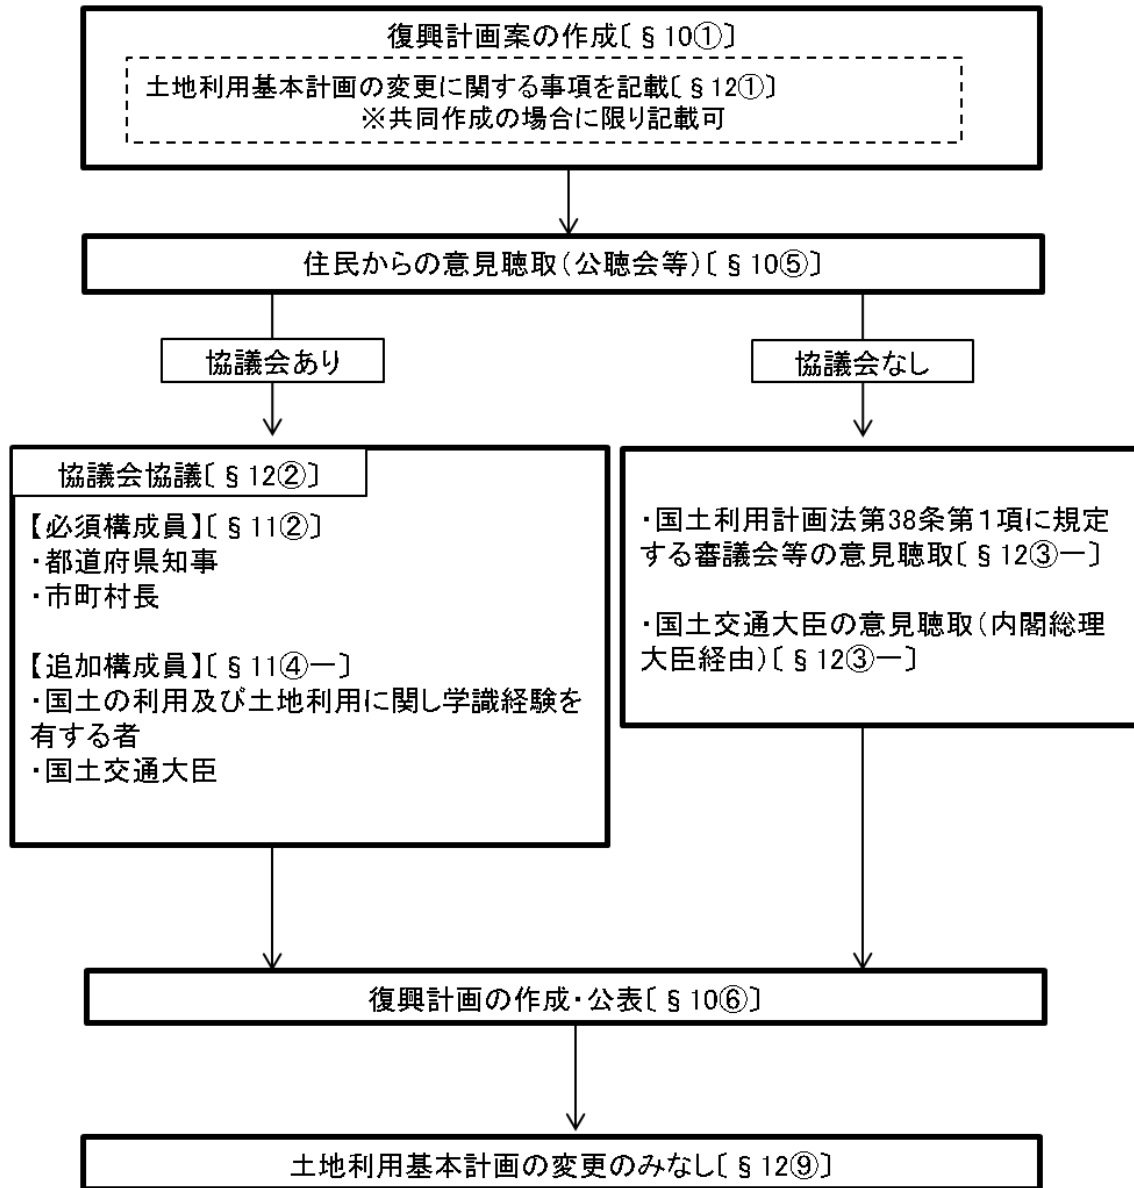 復興計画案の作成〔§10①〕
土地利用基本計画の変更に関する事項を記載〔§12①〕
※共同作成の場合に限り記載可
住民からの意見聴取(公聴会等)〔§10⑤〕
協議会あり
協議会なし
協議会協議〔§12②〕
【必須構成員】〔§11②〕
・都道府県知事
・市町村長
【追加構成員】〔§11④一〕
・国土の利用及び土地利用に関し学識経験を
有する者
・国土交通大臣
・国土利用計画法第38条第1項に規定
する審議会等の意見聴取〔§12③一〕
・国土交通大臣の意見聴取(内閣総理
大臣経由)〔§12③一〕
復興計画の作成・公表〔§10⑥〕
土地利用基本計画の変更のみなし〔§12⑨〕